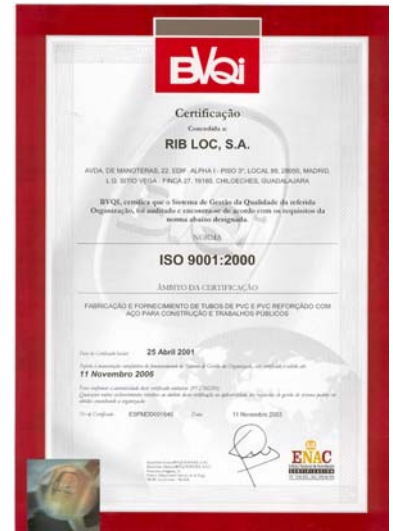 BVQi
Certificação
Concedida a:
RIB LOC, S.A.
AVDA. DE MANOTERAS, 22, EDIF. ALPHA I - PISO 3º, LOCAL 89, 28050, MADRID,
L.G. SITIO VEGA - FINCA 27, 19160, CHILOECHES, GUADALAJARA
BVQI, certifica que o Sistema de Gestão da Qualidade da referida
Organização, foi auditado e encontra-se de acordo com os requisitos da
norma abaixo designada.
NORMA
ISO 9001:2000
ÂMBITO DA CERTIFICAÇÃO
FABRICAÇÃO E FORNECIMENTO DE TUBOS DE PVC E PVC REFORÇADO COM
AÇO PARA CONSTRUÇÃO E TRABALHOS PÚBLICOS
25 Abril 2001
11 Novembro 2006
Data 11 Novembro 2003
ENAC